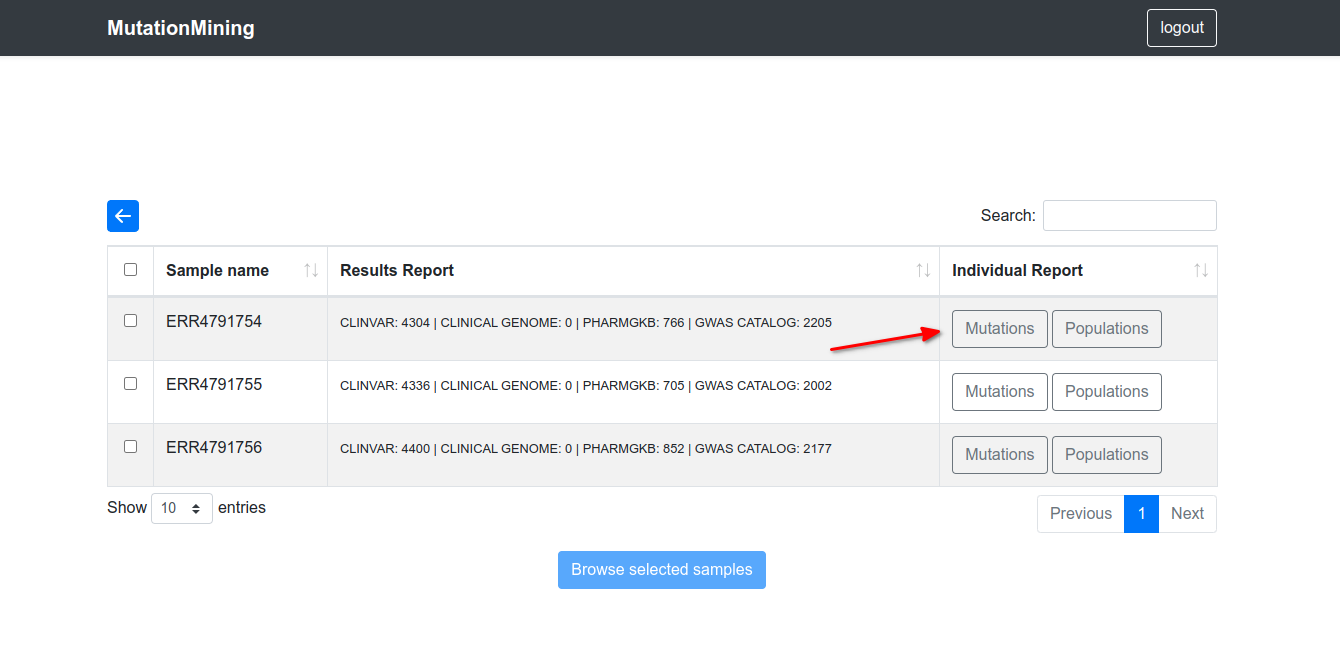 MutationMining
logout
Search:
Sample name
Results Report
Individual Report
ERR4791754
CLINVAR: 4304 | CLINICAL GENOME: 0 | PHARMGKB: 766 | GWAS CATALOG: 2205
Mutations
Populations
ERR4791755
CLINVAR: 4336 | CLINICAL GENOME: 0 | PHARMGKB: 705 | GWAS CATALOG: 2002
Mutations
Populations
ERR4791756
CLINVAR: 4400 | CLINICAL GENOME: 0 | PHARMGKB: 852 | GWAS CATALOG: 2177
Mutations
Populations
Show 10 entries
Previous
1
Next
Browse selected samples